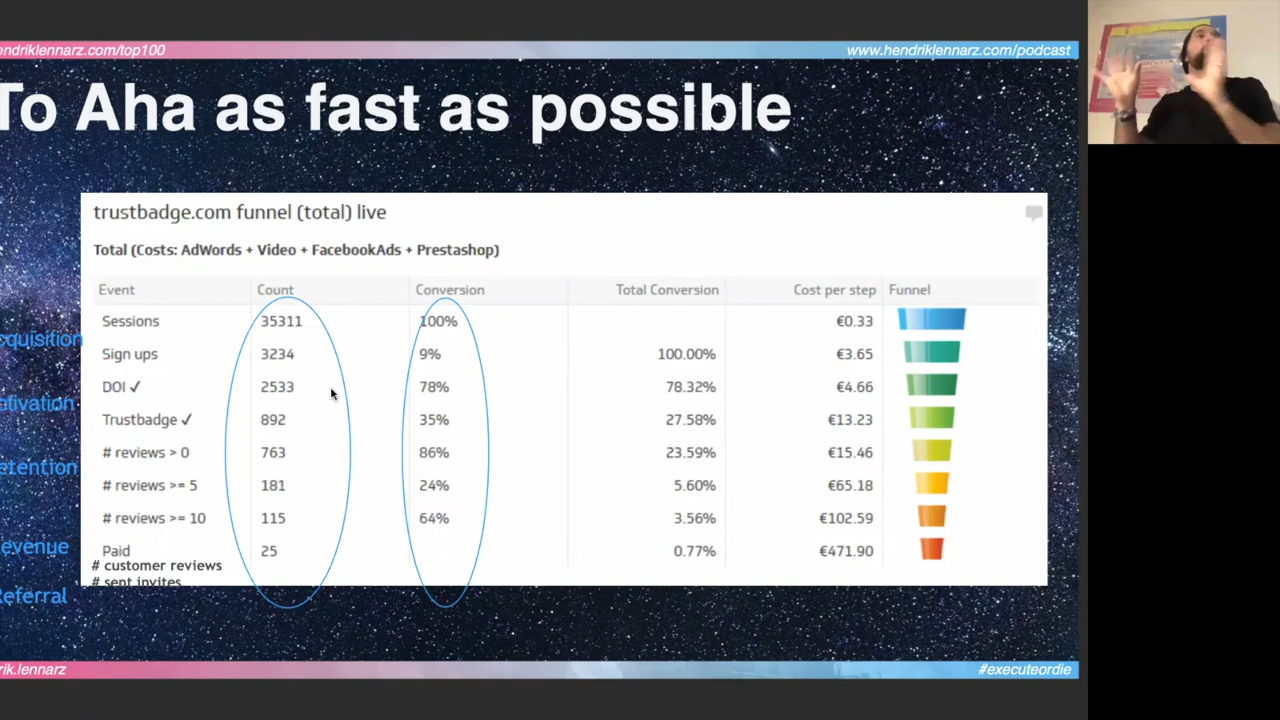 endriklennarz.com/top100
www.hendriklennarz.com/podcast
To Aha as fast as possible
trustbadge.com funnel (total) live
Total (Costs: AdWords + Video + FacebookAds + Prestashop)
Event Count Conversion Total Conversion Cost per step Funnel
Sessions 35311 100% €0.33
cquisition
Sign ups 3234 9% 100.00% €3.65
DOI ✓ 2533 78% 78.32% €4.66
ctivation
Trustbadge ✓ 892 35% 27.58% €13.23
# reviews > 0 763 86% 23.59% €15.46
etention
# reviews >= 5 181 24% 5.60% €65.18
# reviews >= 10 115 64% 3.56% €102.59
evenue
Paid 25 0.77% €471.90
# customer reviews
# sent invites
Referral
rik.lennarz
#executeordie